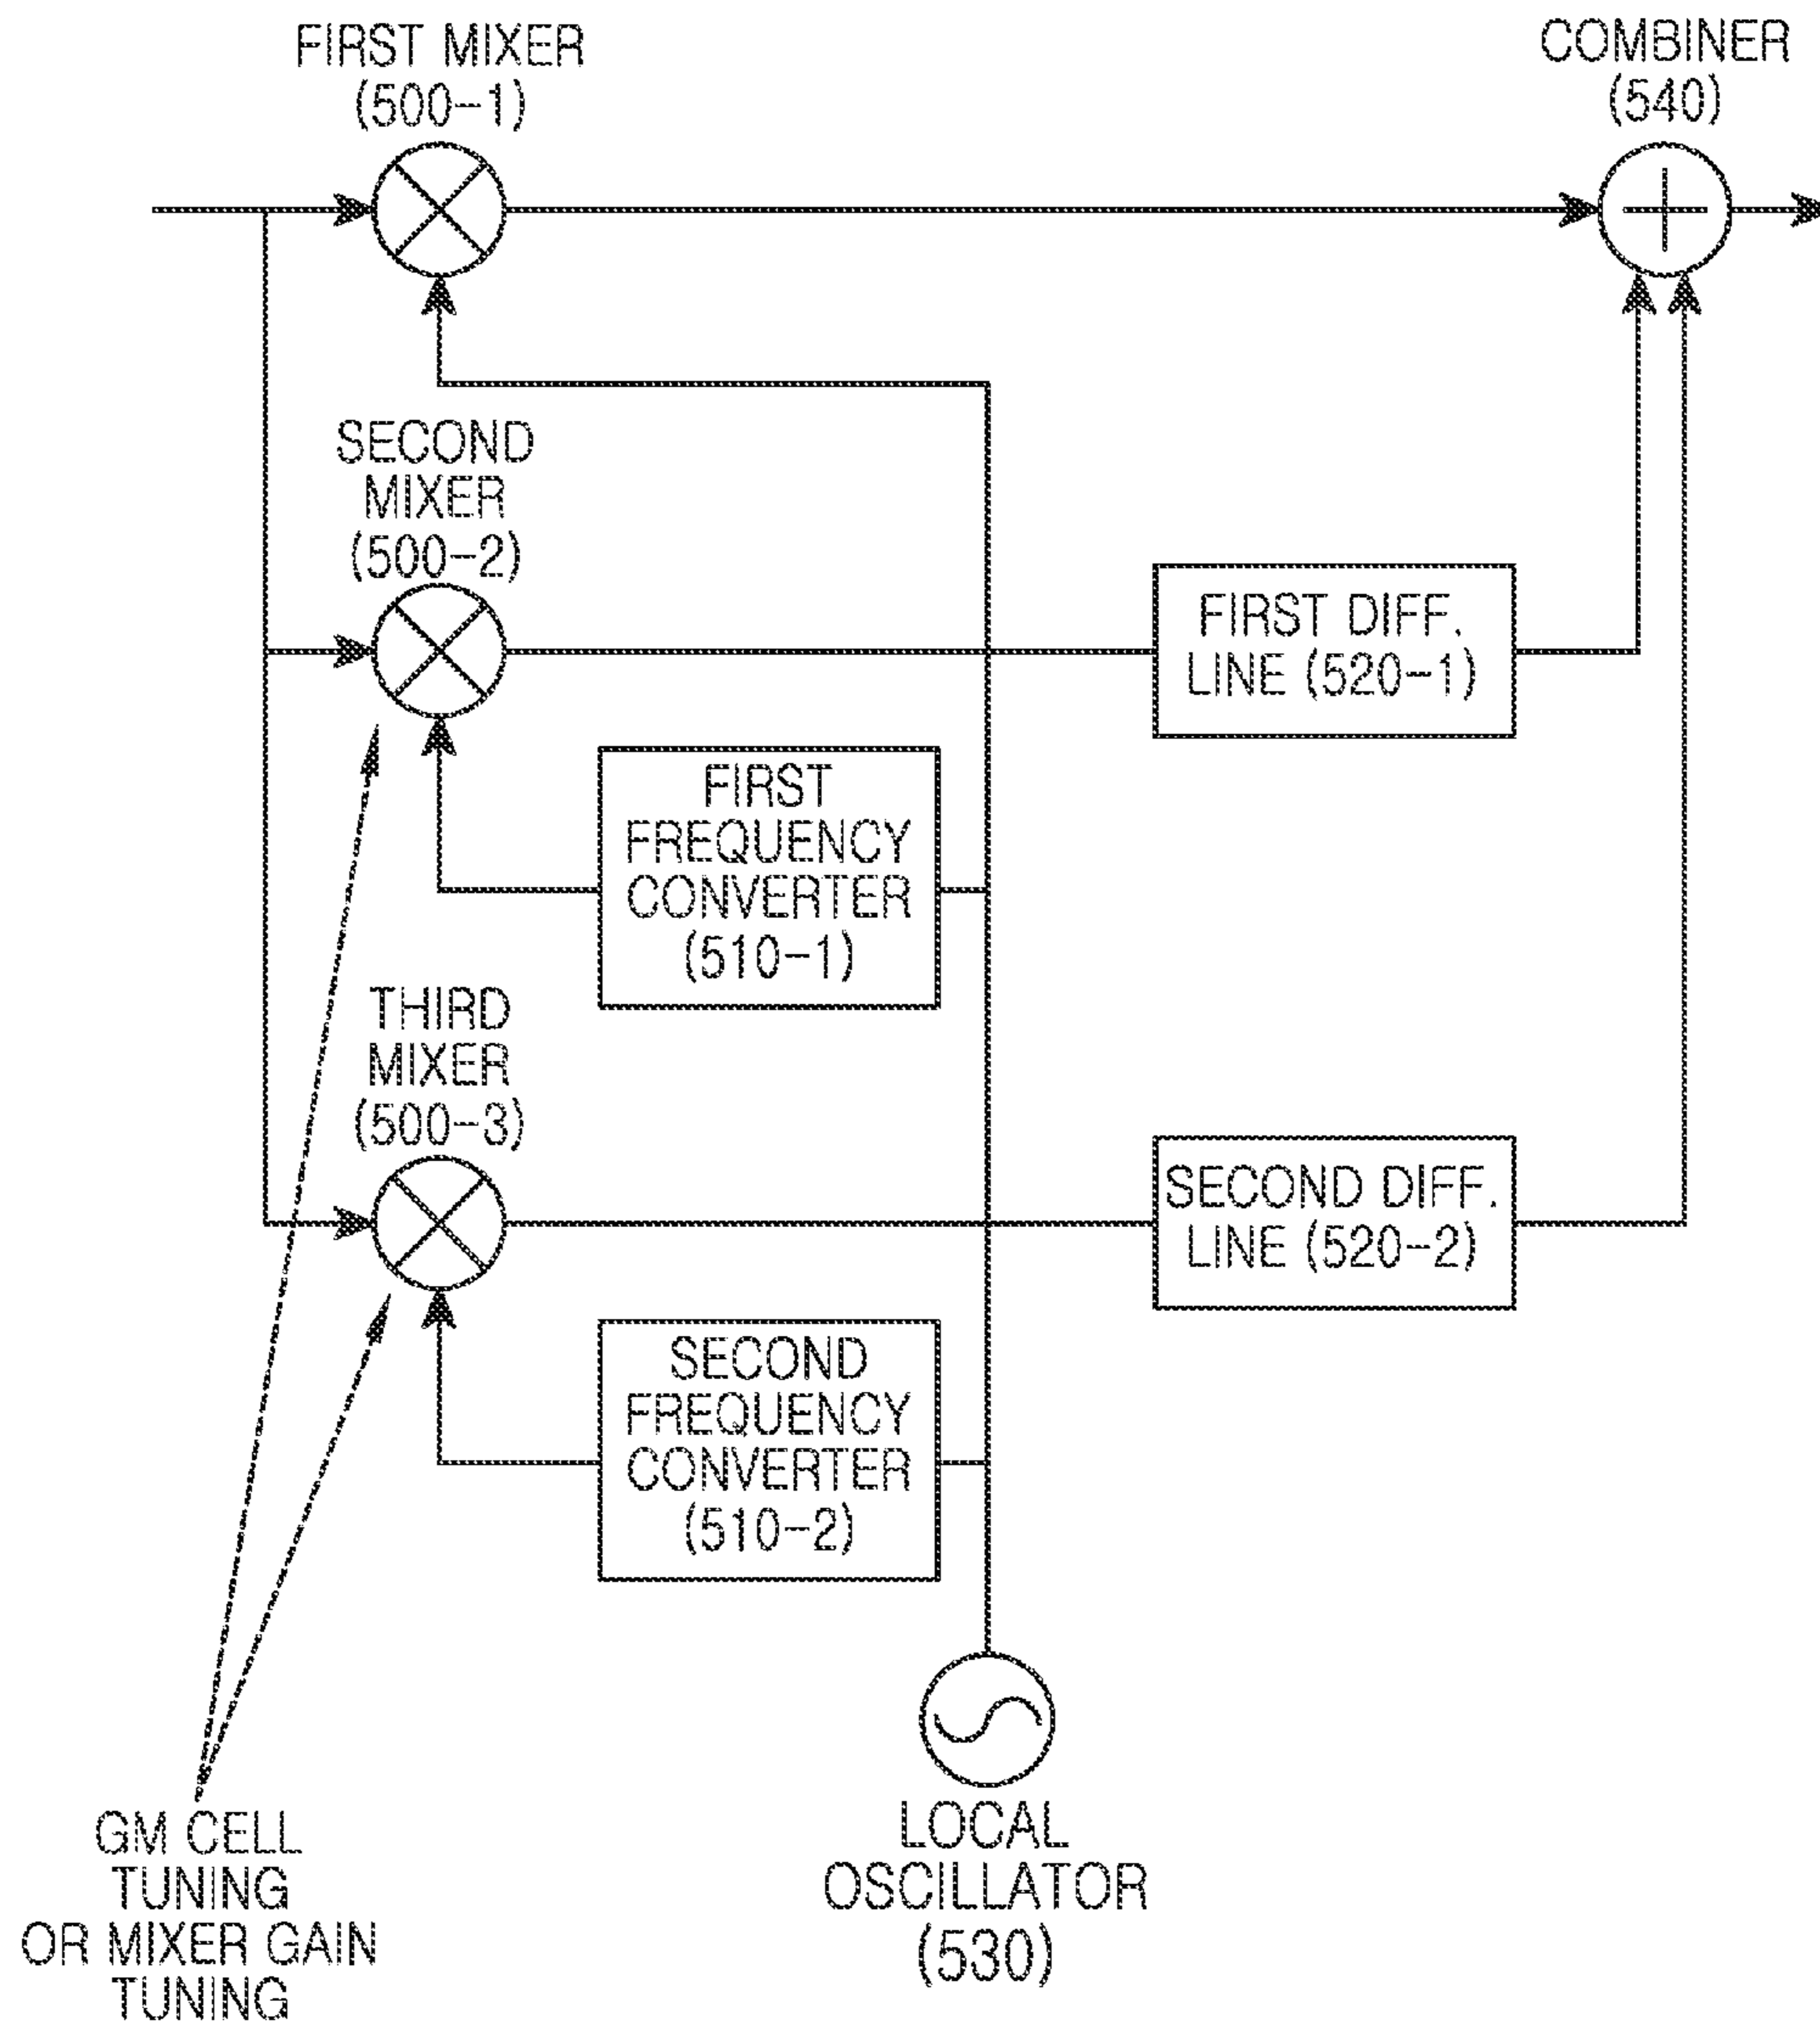 FIRST MIXER
(500-1)
COMBINER
(540)
SECOND
MIXER
(500-2)
FIRST DIFF.
LINE (520-1)
FIRST
FREQUENCY
CONVERTER
(510-1)
THIRD
MIXER
(500-3)
SECOND DIFF.
LINE (520-2)
SECOND
FREQUENCY
CONVERTER
(510-2)
LOCAL
OSCILLATOR
(530)
GM CELL
TUNING
OR MIXER GAIN
TUNING